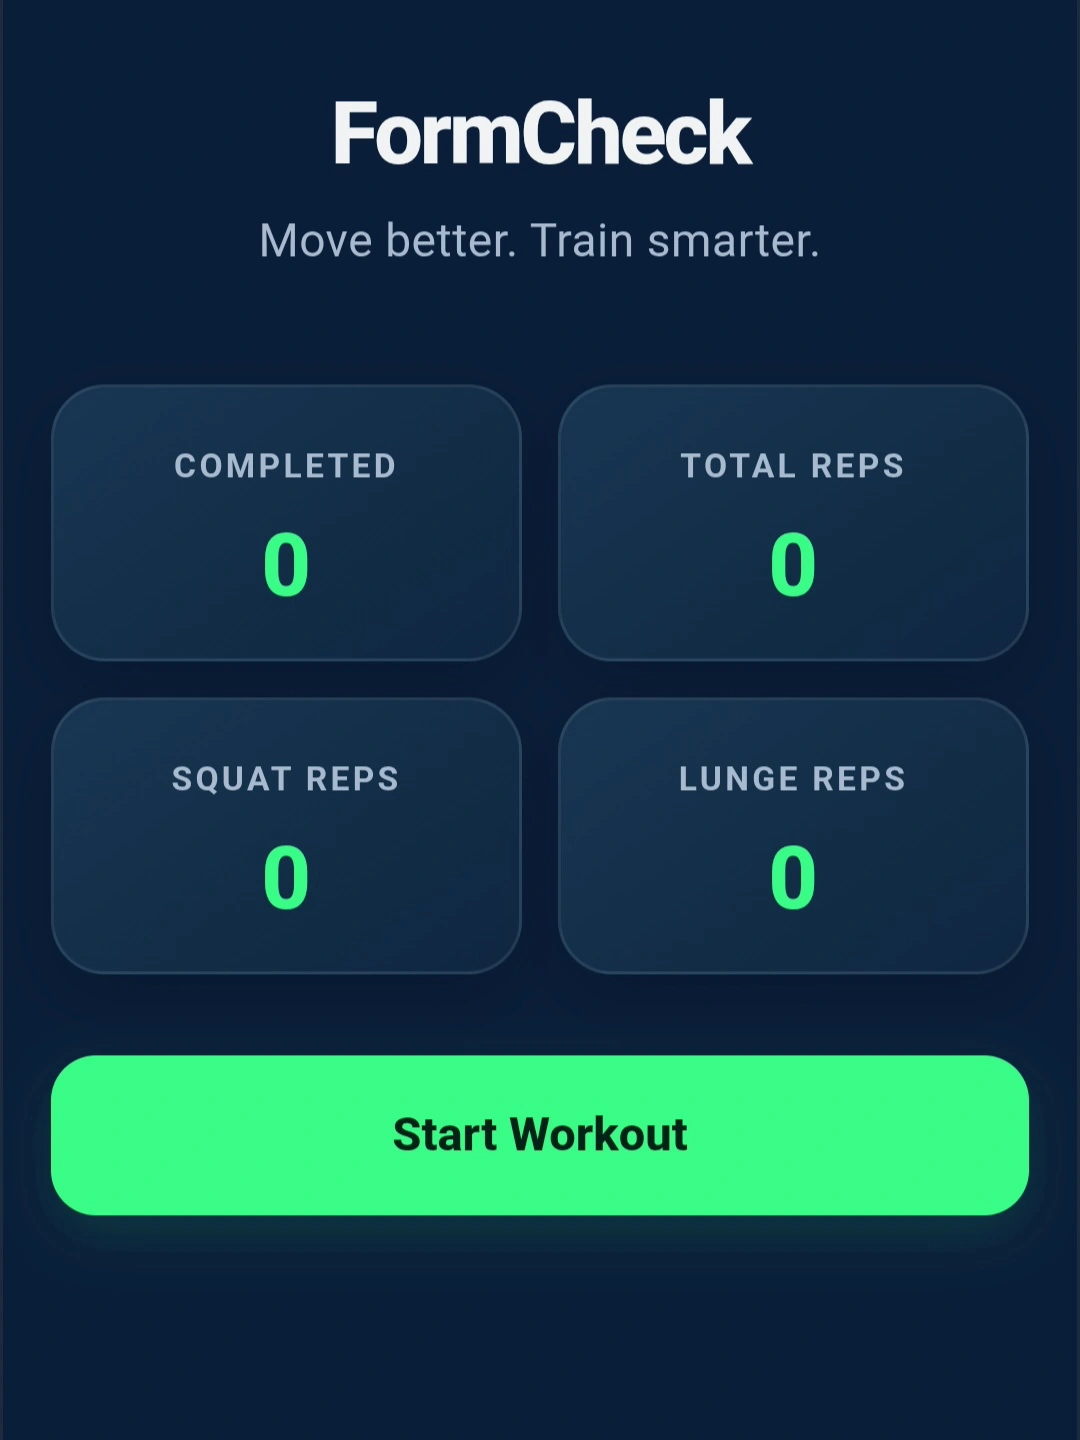 FormCheck
Move better. Train smarter.
COMPLETED
0
TOTAL REPS
0
SQUAT REPS
0
LUNGE REPS
0
Start Workout